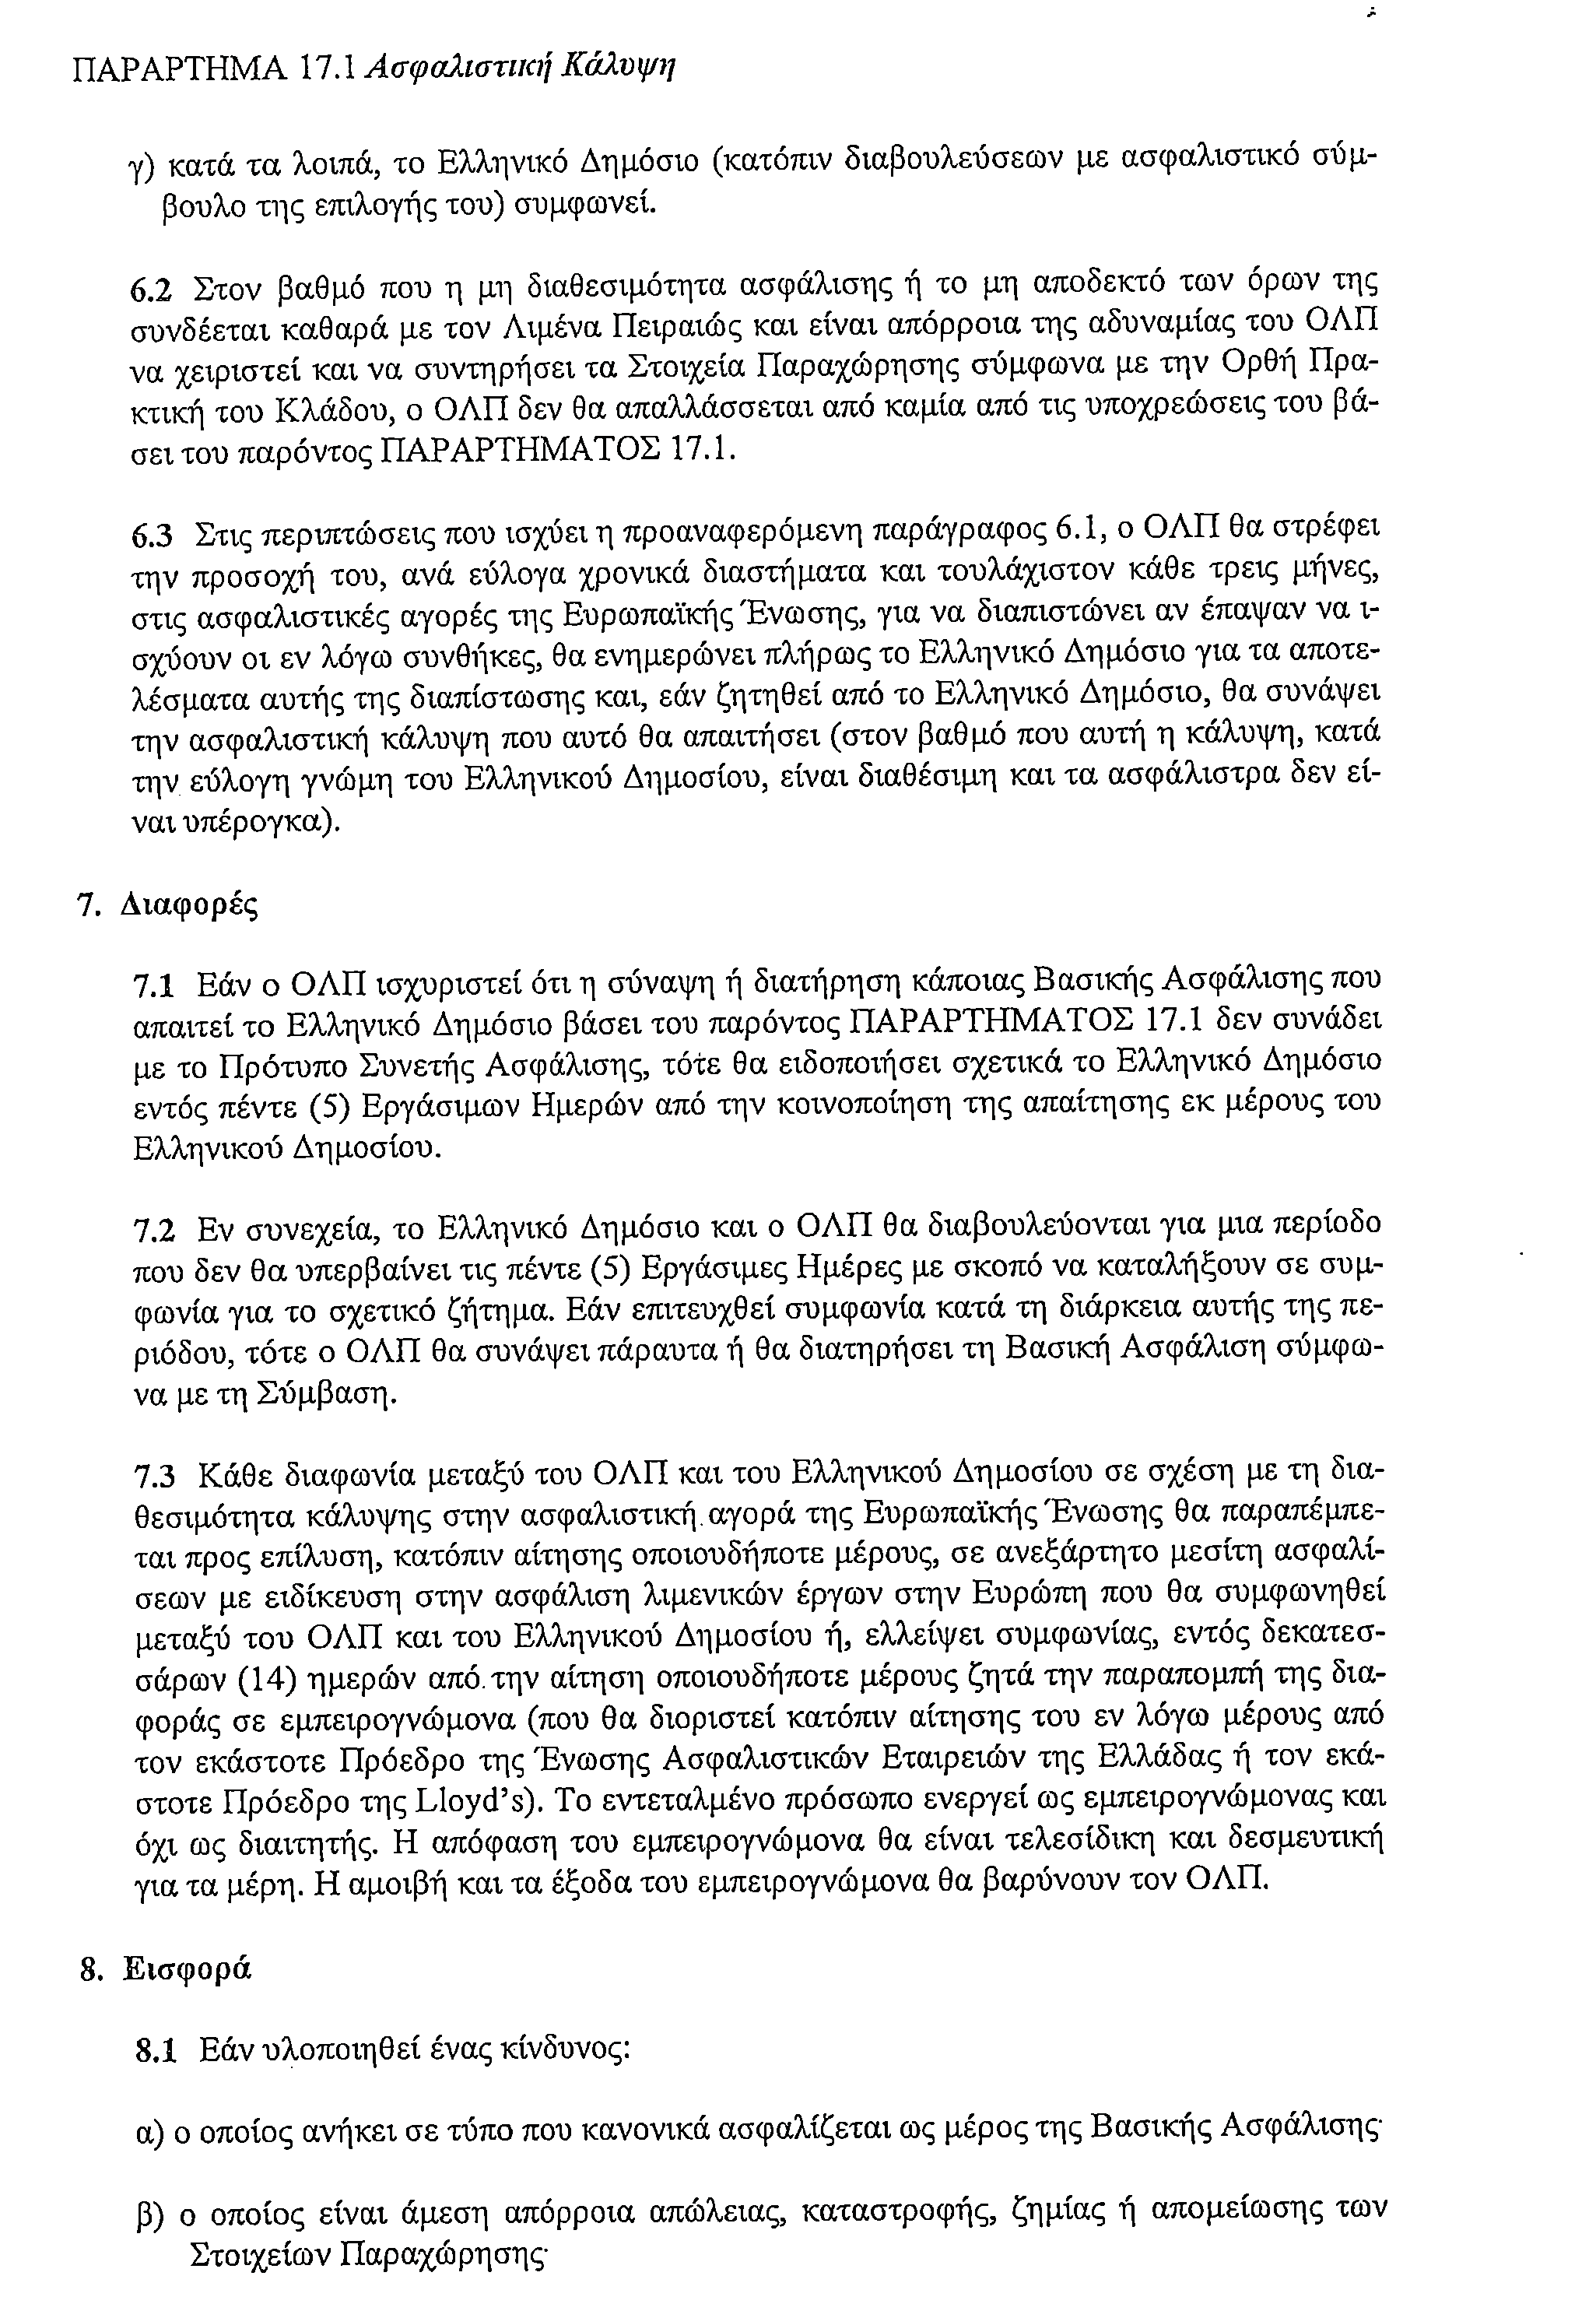 ΠΑΡΑΡΤΗΜΑ 17.1 Ασφαλιστική Κάλυψη
γ) κατά τα λοιπά, το Ελληνικό Δημόσιο (κατόπιν διαβουλεύσεων με ασφαλιστικό σύμ-
βουλο της επιλογής του) συμφωνεί.
6.2 Στον βαθμό που η μη διαθεσιμότητα ασφάλισης ή το μη αποδεκτό των όρων της
συνδέεται καθαρά με τον Λιμένα Πειραιώς και είναι απόρροια της αδυναμίας του ΟΛΠ
να χειριστεί και να συντηρήσει τα Στοιχεία Παραχώρησης σύμφωνα με την Ορθή Πρα-
κτική του Κλάδου, ο ΟΛΠ δεν θα απαλλάσσεται από καμία από τις υποχρεώσεις του βά-
σει του παρόντος ΠΑΡΑΡΤΗΜΑΤΟΣ 17.1.
6.3 Στις περιπτώσεις που ισχύει η προαναφερόμενη παράγραφος 6.1, ο ΟΛΠ θα στρέφει
την προσοχή του, ανά εύλογα χρονικά διαστήματα και τουλάχιστον κάθε τρεις μήνες,
στις ασφαλιστικές αγορές της Ευρωπαϊκής Ένωσης, για να διαπιστώνει αν έπαψαν να ι-
σχύουν οι εν λόγω συνθήκες, θα ενημερώνει πλήρως το Ελληνικό Δημόσιο για τα αποτε-
λέσματα αυτής της διαπίστωσης και, εάν ζητηθεί από το Ελληνικό Δημόσιο, θα συνάψει
την ασφαλιστική κάλυψη που αυτό θα απαιτήσει (στον βαθμό που αυτή η κάλυψη, κατά
την εύλογη γνώμη του Ελληνικού Δημοσίου, είναι διαθέσιμη και τα ασφάλιστρα δεν εί-
ναι υπέρογκα).
7. Διαφορές
7.1 Εάν ο ΟΛΠ ισχυριστεί ότι η σύναψη ή διατήρηση κάποιας Βασικής Ασφάλισης που
απαιτεί το Ελληνικό Δημόσιο βάσει του παρόντος ΠΑΡΑΡΤΗΜΑΤΟΣ 17.1 δεν συνάδει
με το Πρότυπο Συνετής Ασφάλισης, τότε θα ειδοποιήσει σχετικά το Ελληνικό Δημόσιο
εντός πέντε (5) Εργάσιμων Ημερών από την κοινοποίηση της απαίτησης εκ μέρους του
Ελληνικού Δημοσίου.
7.2 Εν συνεχεία, το Ελληνικό Δημόσιο και ο ΟΛΠ θα διαβουλεύονται για μια περίοδο
που δεν θα υπερβαίνει τις πέντε (5) Εργάσιμες Ημέρες με σκοπό να καταλήξουν σε συμ-
φωνία για το σχετικό ζήτημα. Εάν επιτευχθεί συμφωνία κατά τη διάρκεια αυτής της πε-
ριόδου, τότε ο ΟΛΠ θα συνάψει πάραυτα ή θα διατηρήσει τη Βασική Ασφάλιση σύμφω-
να με τη Σύμβαση.
7.3 Κάθε διαφωνία μεταξύ του ΟΛΠ και του Ελληνικού Δημοσίου σε σχέση με τη δια-
θεσιμότητα κάλυψης στην ασφαλιστική αγορά της Ευρωπαϊκής Ένωσης θα παραπέμπε-
ται προς επίλυση, κατόπιν αίτησης οποιουδήποτε μέρους, σε ανεξάρτητο μεσίτη ασφαλί-
σεων με ειδίκευση στην ασφάλιση λιμενικών έργων στην Ευρώπη που θα συμφωνηθεί
μεταξύ του ΟΛΠ και του Ελληνικού Δημοσίου ή, ελλείψει συμφωνίας, εντός δεκατεσ-
σάρων (14) ημερών από την αίτηση οποιουδήποτε μέρους ζητά την παραπομπή της δια-
φοράς σε εμπειρογνώμονα (που θα διοριστεί κατόπιν αίτησης του εν λόγω μέρους από
τον εκάστοτε Πρόεδρο της Ένωσης Ασφαλιστικών Εταιρειών της Ελλάδας ή τον εκά-
στοτε Πρόεδρο της Lloyd’s). Το εντεταλμένο πρόσωπο ενεργεί ως εμπειρογνώμονας και
όχι ως διαιτητής. Η απόφαση του εμπειρογνώμονα θα είναι τελεσίδικη και δεσμευτική
για τα μέρη. Η αμοιβή και τα έξοδα του εμπειρογνώμονα θα βαρύνουν τον ΟΛΠ.
8. Εισφορά
8.1 Εάν υλοποιηθεί ένας κίνδυνος:
α) ο οποίος ανήκει σε τύπο που κανονικά ασφαλίζεται ως μέρος της Βασικής Ασφάλισης·
β) ο οποίος είναι άμεση απόρροια απώλειας, καταστροφής, ζημίας ή απομείωσης των
Στοιχείων Παραχώρησης·